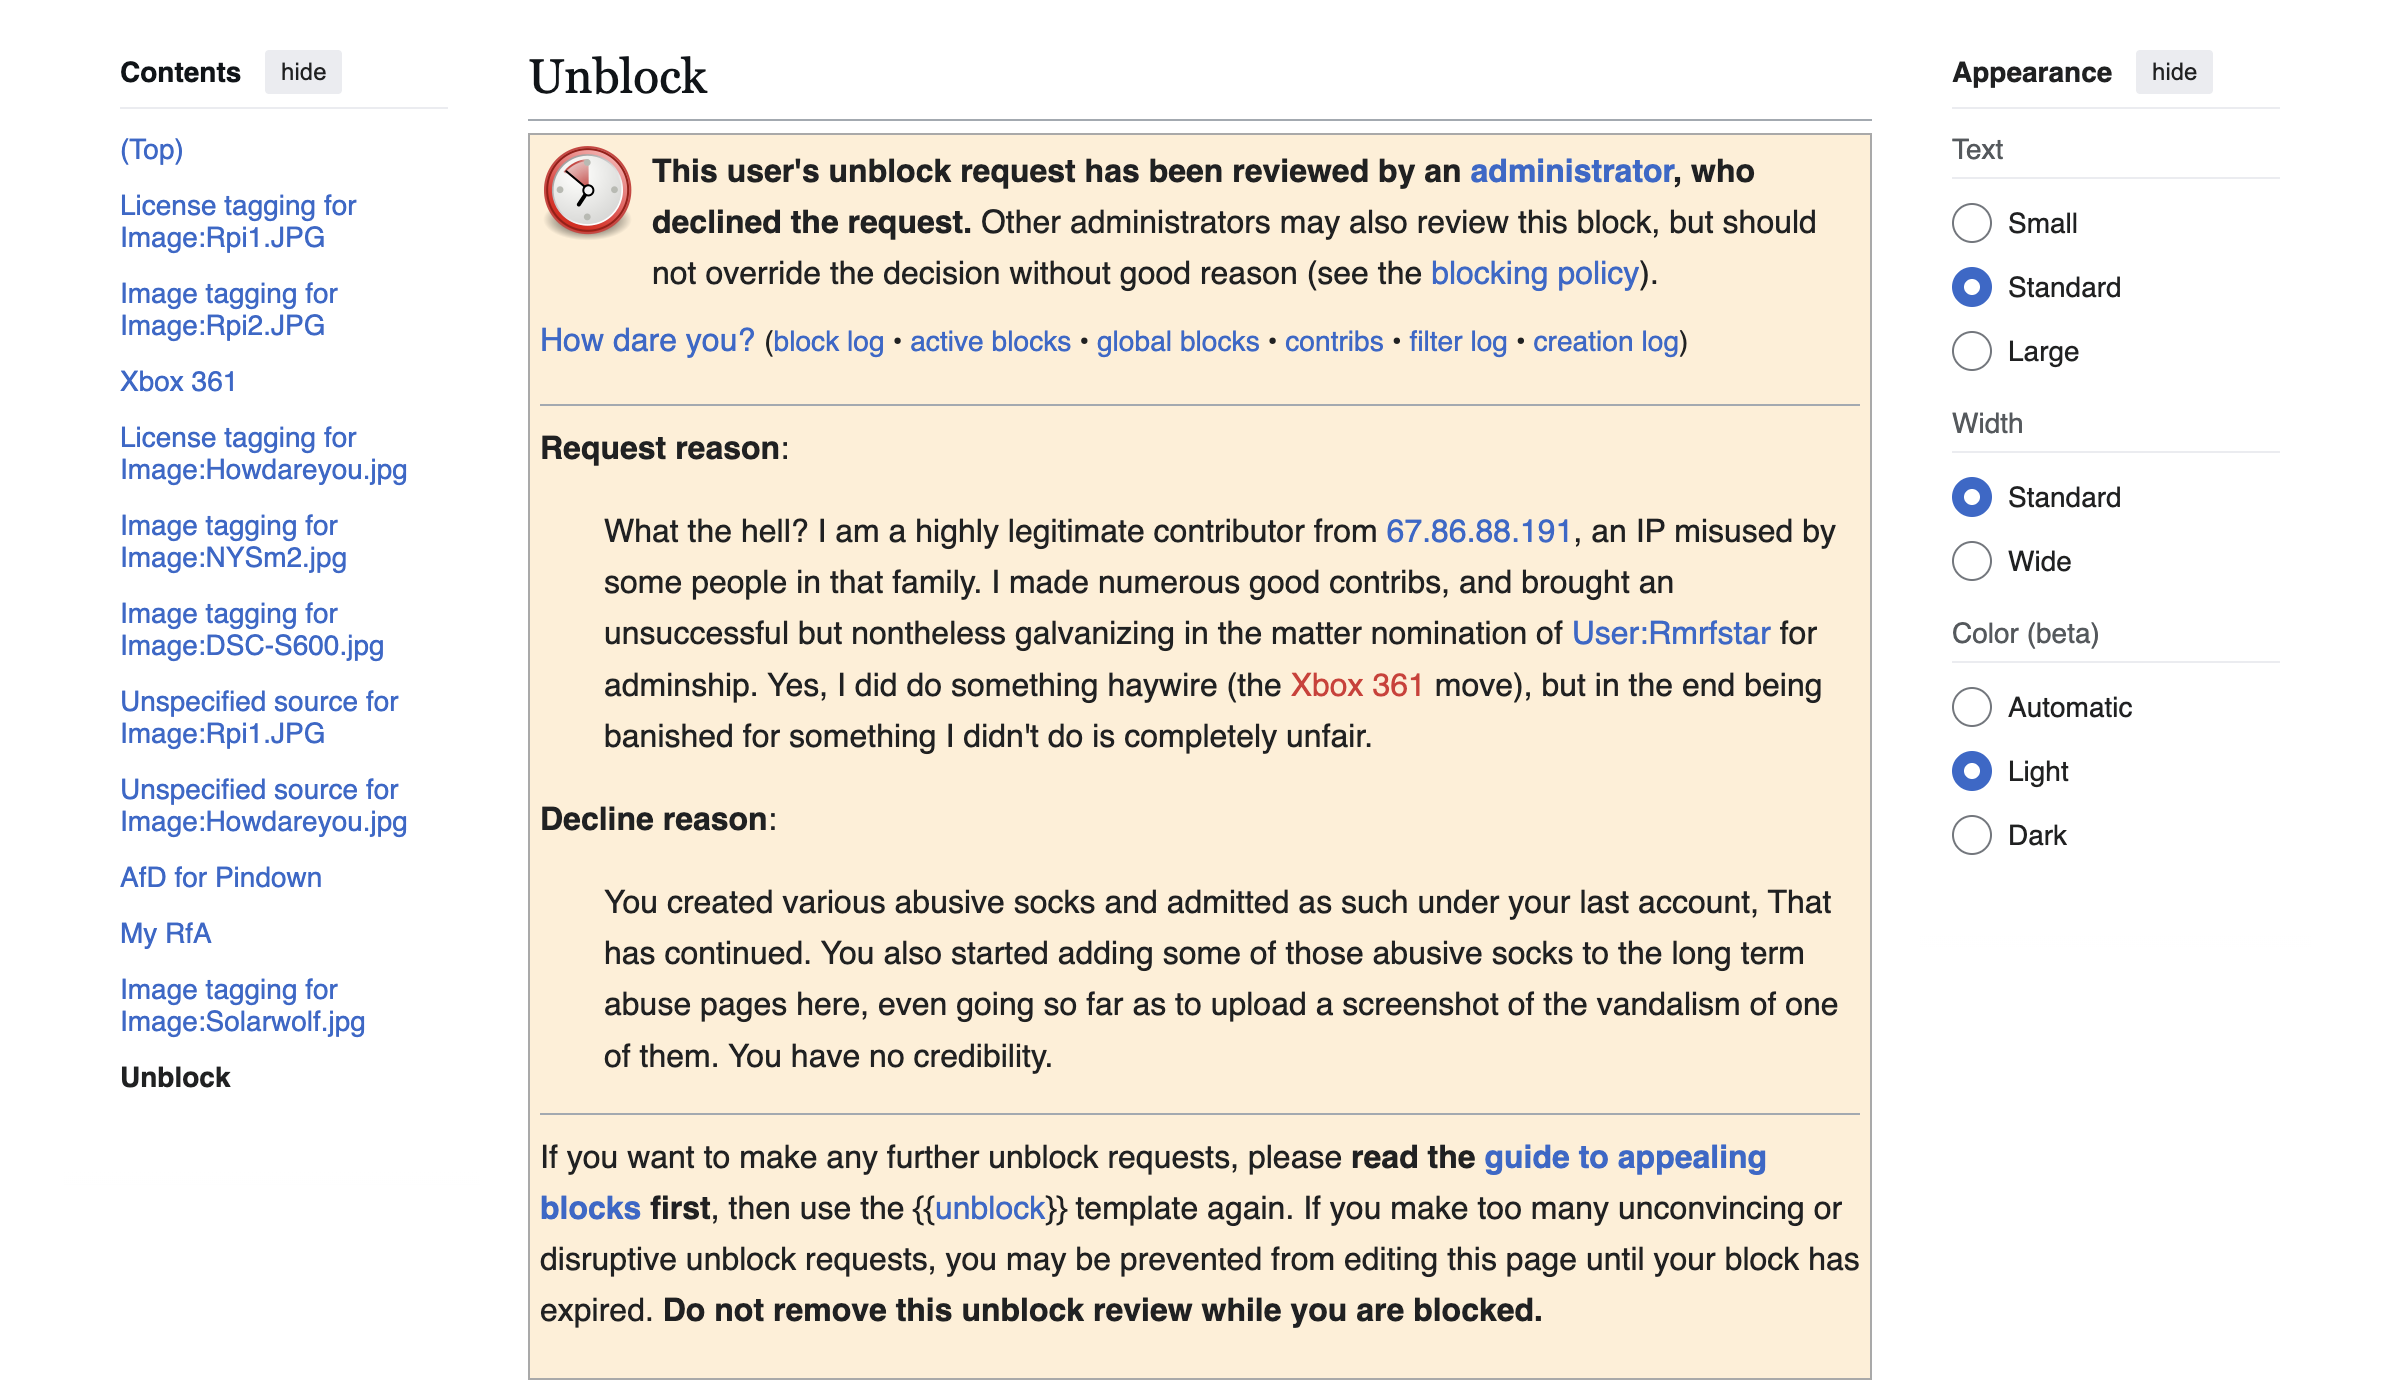 Contents hide
(Top)
License tagging for
Image:Rpi1.JPG
Image tagging for
Image:Rpi2.JPG
Xbox 361
License tagging for
Image:Howdareyou.jpg
Image tagging for
Image:NYSm2.jpg
Image tagging for
Image:DSC-S600.jpg
Unspecified source for
Image:Rpi1.JPG
Unspecified source for
Image:Howdareyou.jpg
AfD for Pindown
My RfA
Image tagging for
Image:Solarwolf.jpg
Unblock
Unblock
This user's unblock request has been reviewed by an administrator, who
declined the request. Other administrators may also review this block, but should
not override the decision without good reason (see the blocking policy).
How dare you? (block log • active blocks • global blocks • contribs • filter log • creation log)
Request reason:
What the hell? I am a highly legitimate contributor from 67.86.88.191, an IP misused by
some people in that family. I made numerous good contribs, and brought an
unsuccessful but nontheless galvanizing in the matter nomination of User:Rmrfstar for
adminship. Yes, I did do something haywire (the Xbox 361 move), but in the end being
banished for something I didn't do is completely unfair.
Decline reason:
You created various abusive socks and admitted as such under your last account, That
has continued. You also started adding some of those abusive socks to the long term
abuse pages here, even going so far as to upload a screenshot of the vandalism of one
of them. You have no credibility.
If you want to make any further unblock requests, please read the guide to appealing
blocks first, then use the {{unblock}} template again. If you make too many unconvincing or
disruptive unblock requests, you may be prevented from editing this page until your block has
expired. Do not remove this unblock review while you are blocked.
Appearance hide
Text
Small
Standard
Large
Width
Standard
Wide
Color (beta)
Automatic
Light
Dark